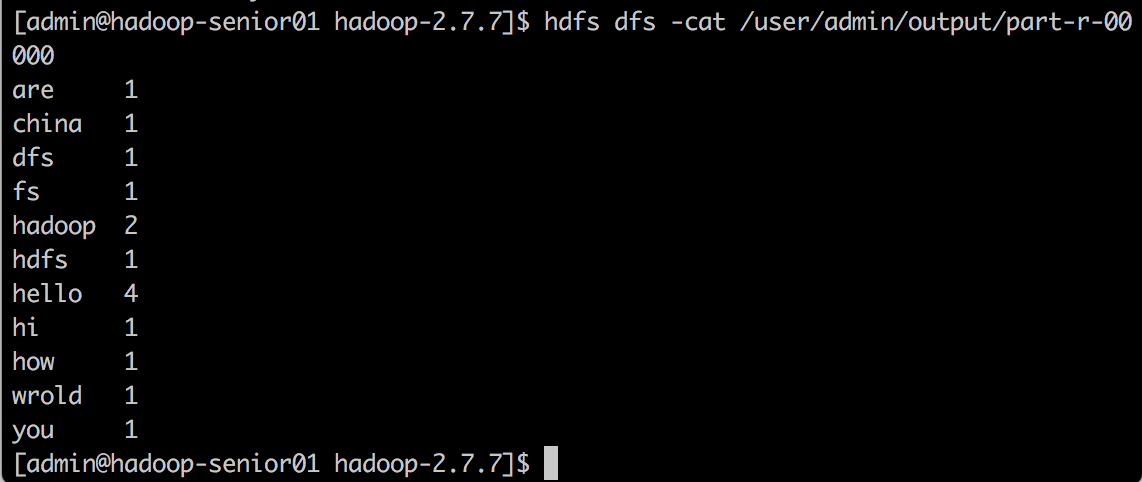 [admin@hadoop-senior01 hadoop-2.7.7]$ hdfs dfs -cat /user/admin/output/part-r-00
000
are     1
china   1
dfs     1
fs      1
hadoop  2
hdfs    1
hello   4
hi      1
how     1
wrold   1
you     1
[admin@hadoop-senior01 hadoop-2.7.7]$